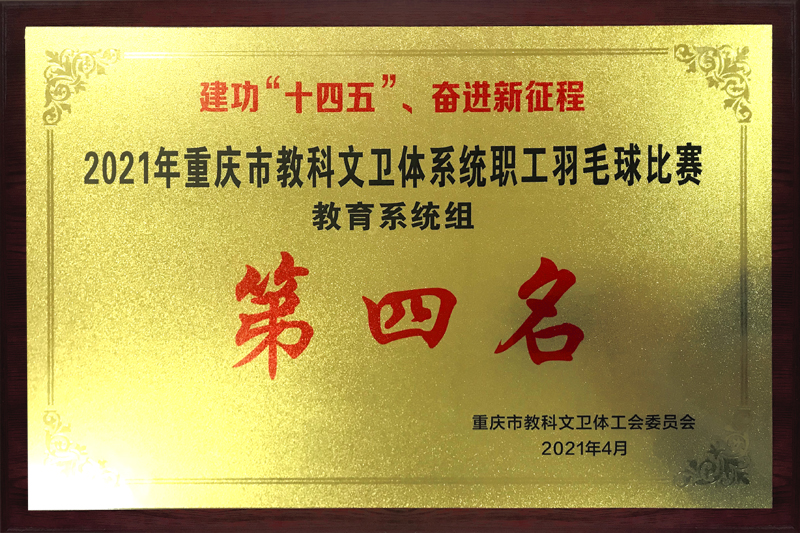 建功“十四五”、奋进新征程
2021年重庆市教科文卫体系统职工羽毛球比赛
教育系统组
第四名
重庆市教科文卫体工会委员会
2021年4月